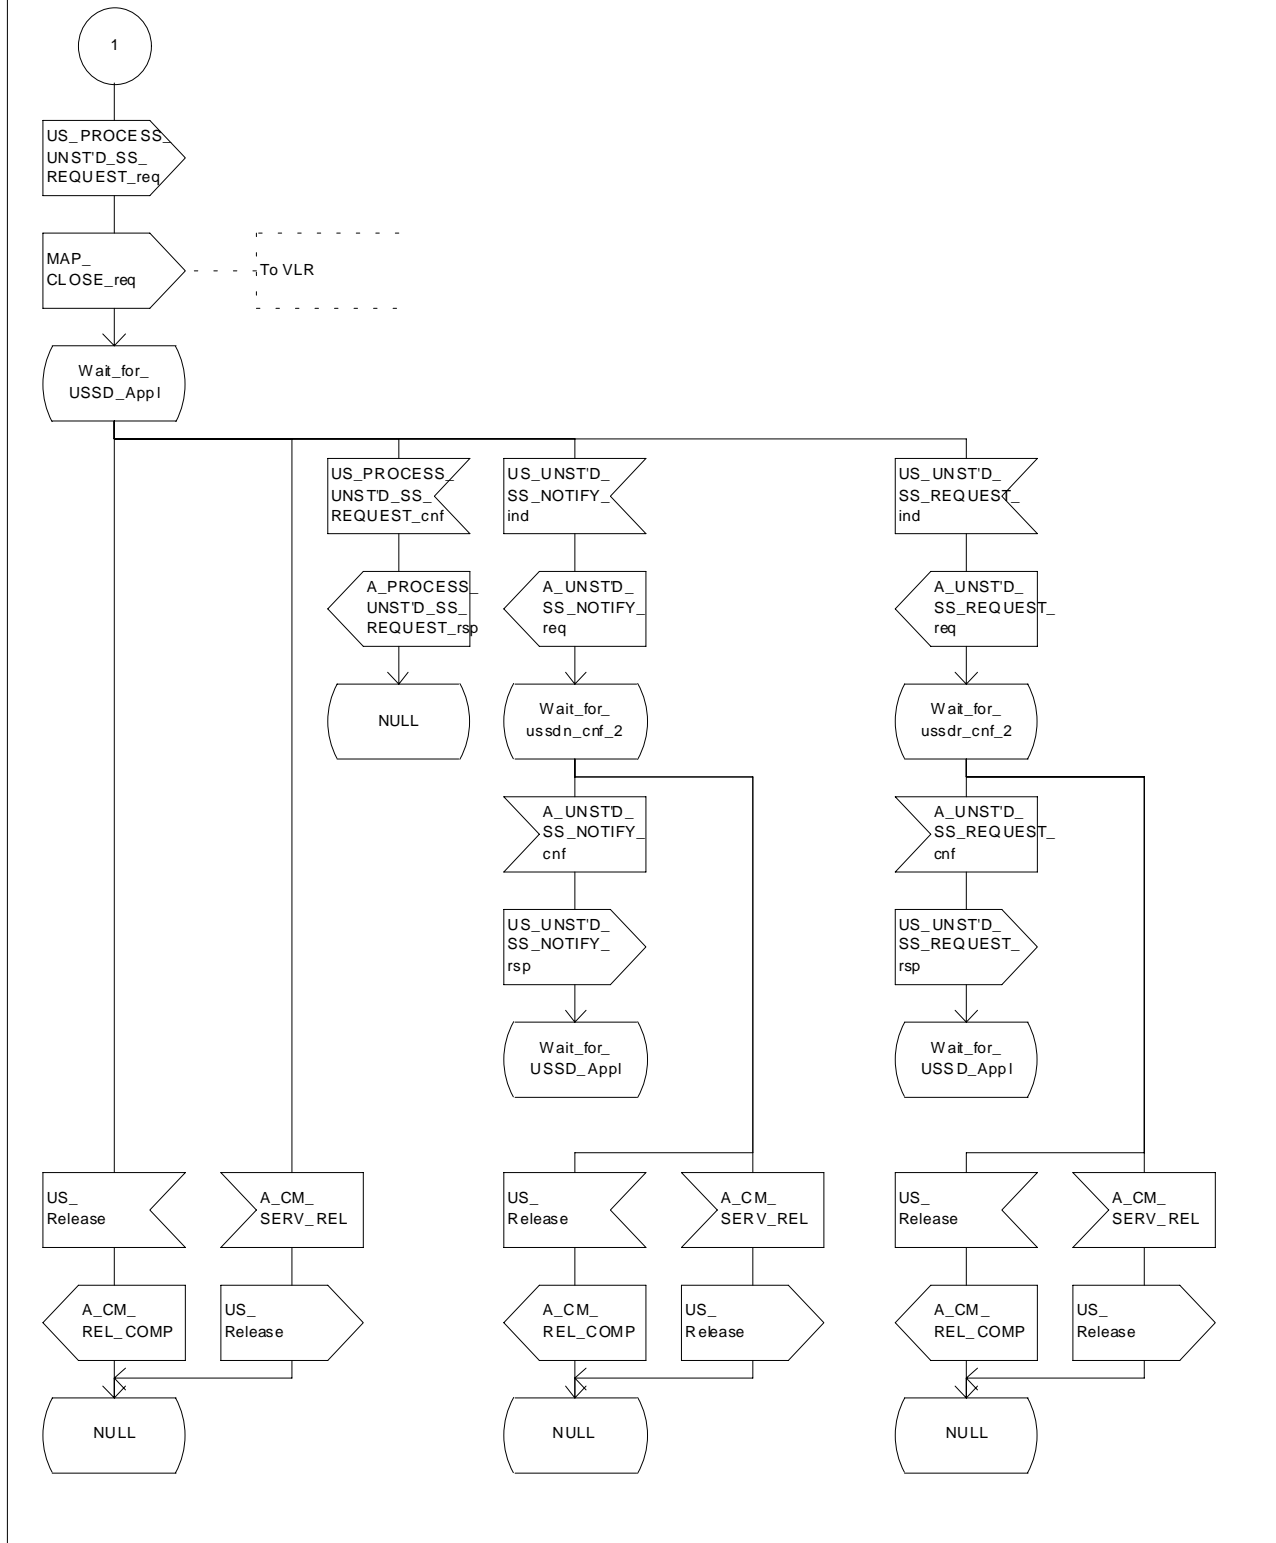 1
US_PROCESS_
UNST'D_SS_
REQUEST_req
MAP_
CLOSE_req
To VLR
Wait_for_
USSD_Appl
US_PROCESS_
UNST'D_SS_
REQUEST_cnf
US_UNST'D_
SS_NOTIFY_
ind
US_UNST'D_
SS_REQUEST_
ind
A_PROCESS_
UNST'D_SS_
REQUEST_rsp
A_UNST'D_
SS_NOTIFY_
req
A_UNST'D_
SS_REQUEST_
req
NULL
Wait_for_
ussdn_cnf_2
Wait_for_
ussdr_cnf_2
A_UNST'D_
SS_NOTIFY_
cnf
A_UNST'D_
SS_REQUEST_
cnf
US_UNST'D_
SS_NOTIFY_
rsp
US_UNST'D_
SS_REQUEST_
rsp
Wait_for_
USSD_Appl
Wait_for_
USSD_Appl
US_
Release
A_CM_
SERV_REL
US_
Release
A_CM_
SERV_REL
US_
Release
A_CM_
SERV_REL
A_CM_
REL_COMP
US_
Release
A_CM_
REL_COMP
US_
Release
A_CM_
REL_COMP
US_
Release
NULL
NULL
NULL